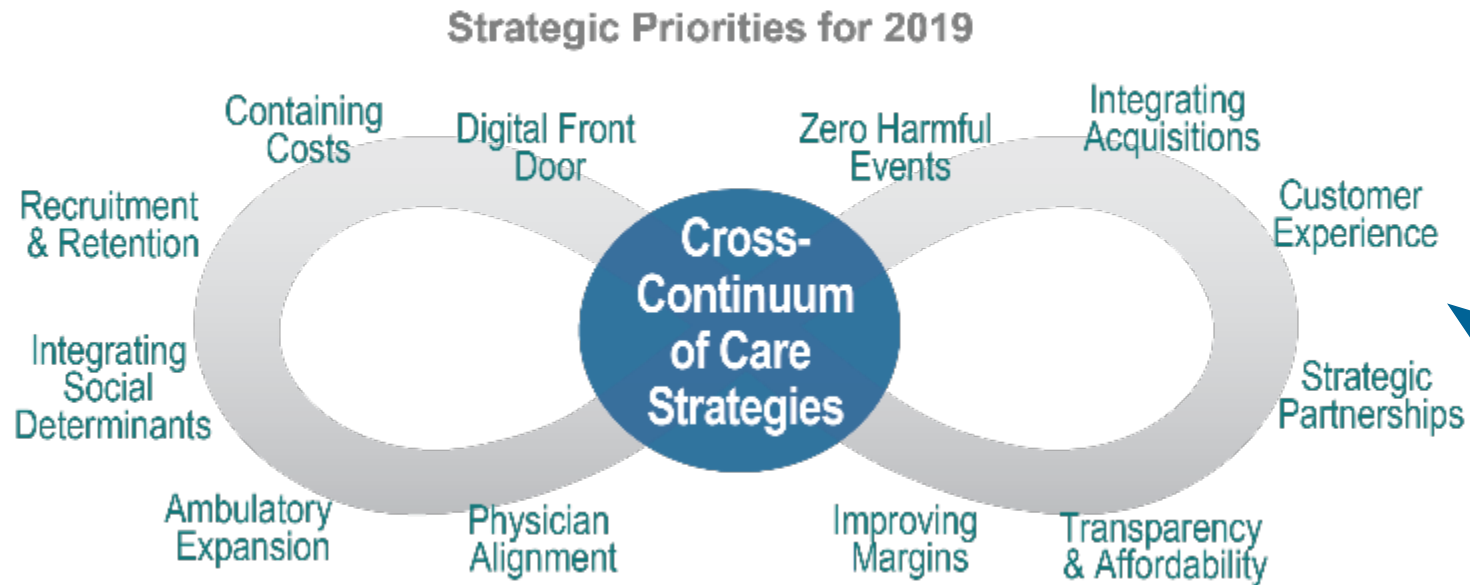 Strategic Priorities for 2019
Containing
Costs
Digital Front
Door
Zero Harmful
Events
Integrating
Acquisitions
Recruitment
& Retention
Customer
Experience
Cross-
Continuum
of Care
Strategies
Integrating
Social
Determinants
Strategic
Partnerships
Ambulatory
Expansion
Physician
Alignment
Improving
Margins
Transparency
& Affordability